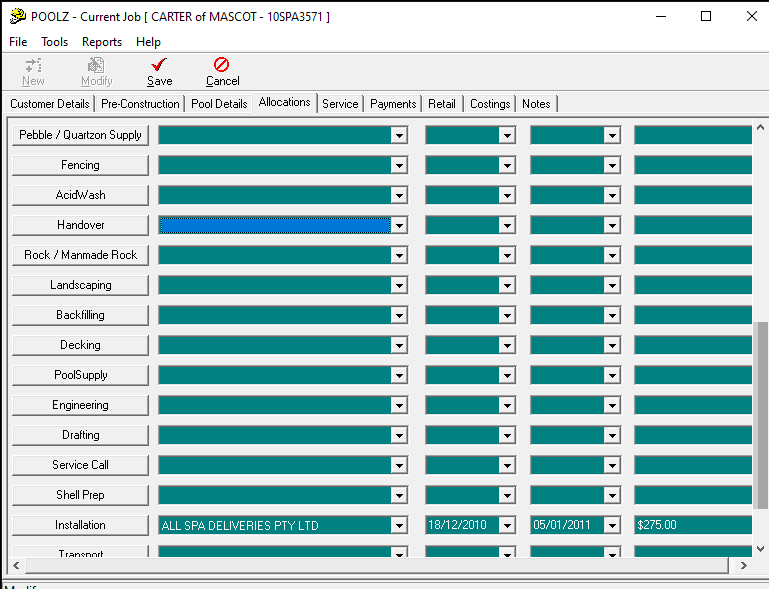 POOLZ - Current Job [ CARTER of MASCOT - 10SPA3571 ]
File Tools Reports Help
New Modify Save Cancel
Customer Details Pre-Construction Pool Details Allocations Service Payments Retail Costings Notes
Pebble / Quartzon Supply
Fencing
AcidWash
Handover
Rock / Manmade Rock
Landscaping
Backfilling
Decking
PoolSupply
Engineering
Drafting
Service Call
Shell Prep
Installation ALL SPA DELIVERIES PTY LTD 18/12/2010 05/01/2011 $275.00
Transport
Modify